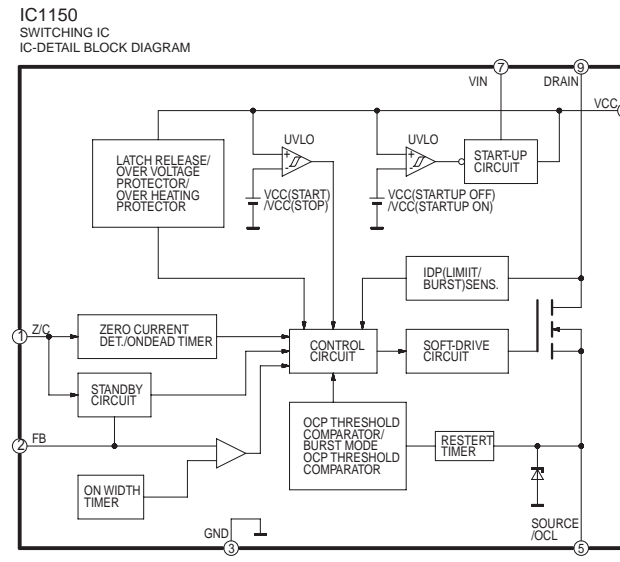 IC1150
SWITCHING IC
IC-DETAIL BLOCK DIAGRAM
7
9
VIN
DRAIN
VCC
UVLO
UVLO
LATCH RELEASE/
OVER VOLTAGE
PROTECTOR/
OVER HEATING
PROTECTOR
+
-
+
-
START-UP
CIRCUIT
VCC(START)
/VCC(STOP)
VCC(STARTUP OFF)
/VCC(STARTUP ON)
IDP(LIMIIT/
BURST)SENS.
1
Z/C
ZERO CURRENT
DET./ONDEAD TIMER
CONTROL
CIRCUIT
SOFT-DRIVE
CIRCUIT
STANDBY
CIRCUIT
2
FB
OCP THRESHOLD
COMPARATOR/
BURST MODE
OCP THRESHOLD
COMPARATOR
RESTERT
TIMER
ON WIDTH
TIMER
GND
3
SOURCE
/OCL
5